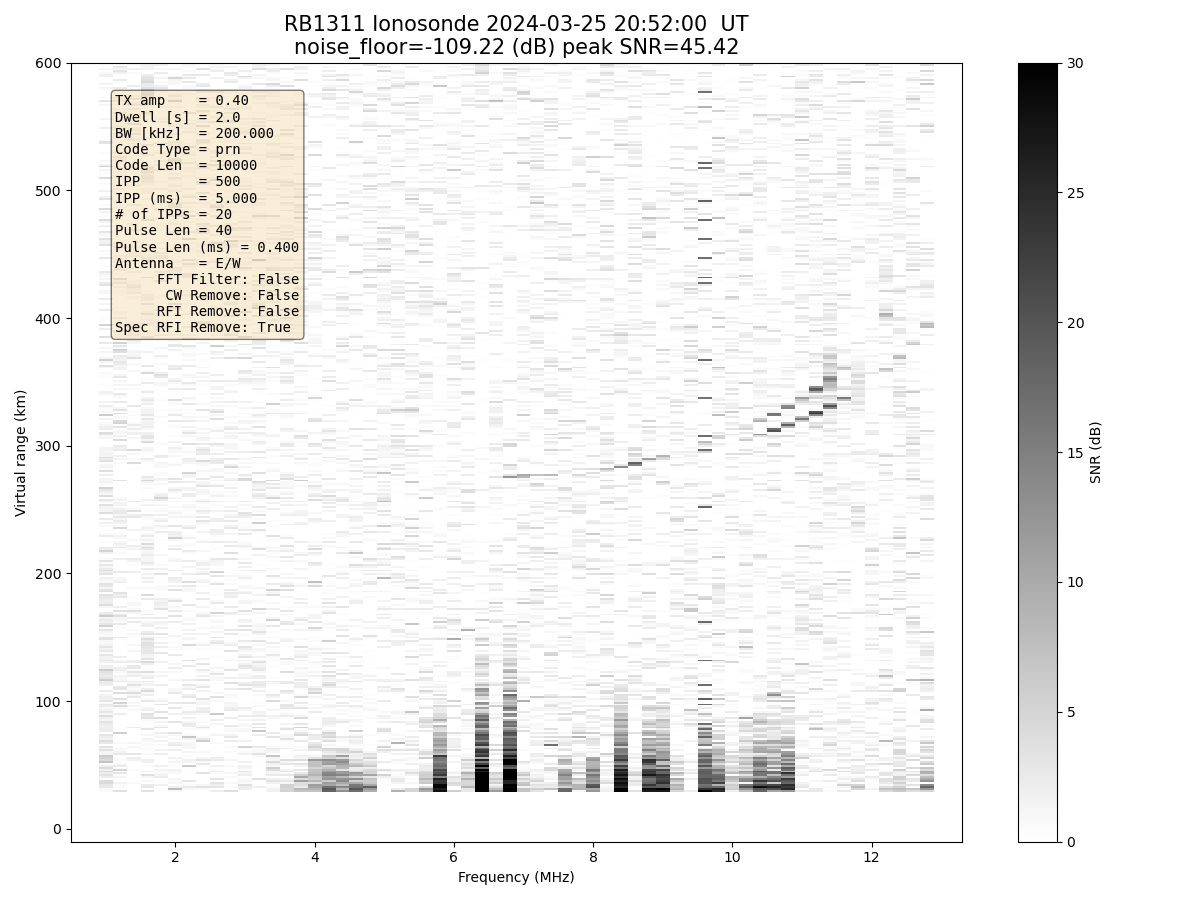 RB1311 Ionosonde 2024-03-25 20:52:00  UT
noise_floor=-109.22 (dB) peak SNR=45.42
600
500
400
300
200
100
0
Virtual range (km)
TX amp    = 0.40
Dwell [s] = 2.0
BW [kHz]  = 200.000
Code Type = prn
Code Len  = 10000
IPP       = 500
IPP (ms)  = 5.000
# of IPPs = 20
Pulse Len = 40
Pulse Len (ms) = 0.400
Antenna   = E/W
FFT Filter: False
CW Remove: False
RFI Remove: False
Spec RFI Remove: True
2
4
6
8
10
12
Frequency (MHz)
30
25
20
15
10
5
0
SNR (dB)